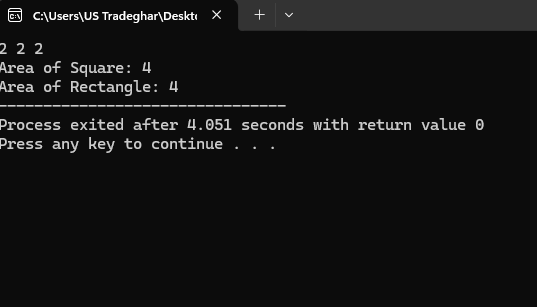 C:\Users\US Tradeghar\Deskt
2 2 2
Area of Square: 4
Area of Rectangle: 4
--------------------------------
Process exited after 4.051 seconds with return value 0
Press any key to continue . . .